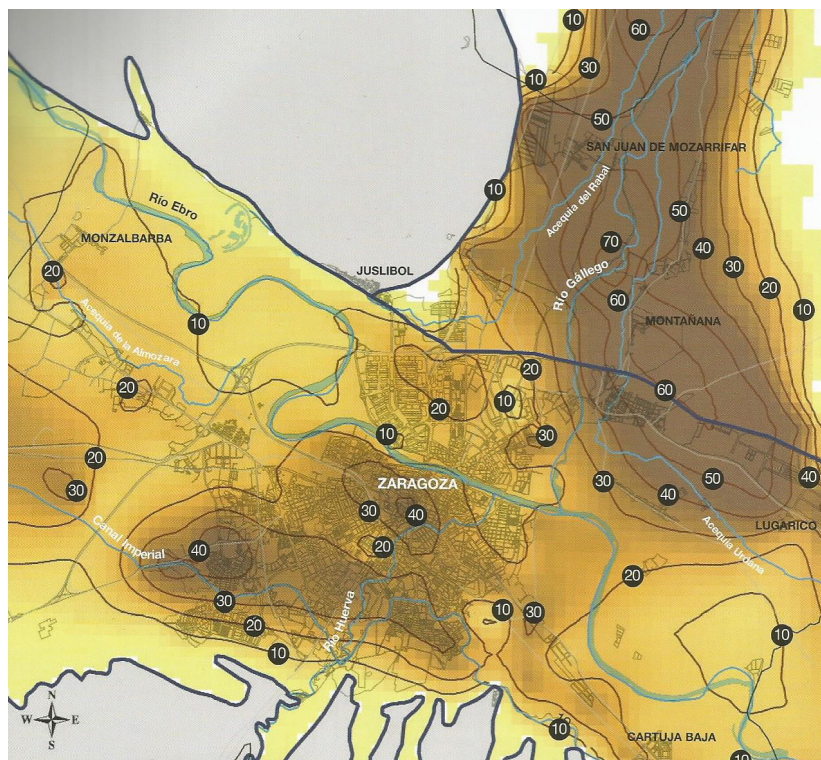 10
60
30
10
50
SAN JUAN DE MOZARRIFAR
10
Acequia del Rabal
Río Ebro
50
MONZALBARBA
70
40
20
JUSLIBOL
30
Río Gállego
20
60
10
Acequia de la Almozara
10
MONTAÑANA
20
20
60
10
20
10
30
20
ZARAGOZA
30
30
40
50
40
30
40
LUGARICO
Canal Imperial
40
20
Acequia Urdana
20
30
Río Huerva
10
30
20
10
10
N
W E
S
10
CARTUJA BAJA
10